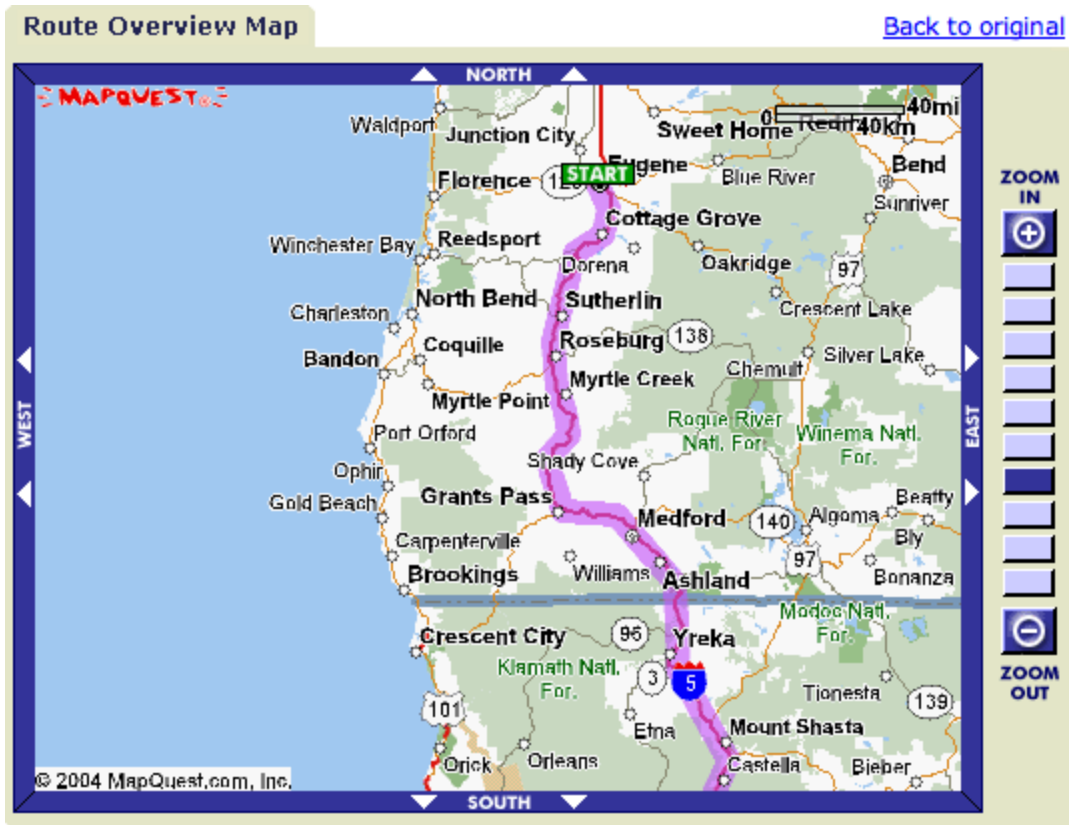 Route Overview Map
Back to original
NORTH
MAPQUEST
Waldport
Junction City
Sweet Home
0
40mi
40km
Eugene
START
Blue River
Bend
Florence
Sunriver
Cottage Grove
Winchester Bay
Reedsport
Dorena
Oakridge
97
Charleston
North Bend
Sutherlin
Crescent Lake
Bandon
Coquille
Roseburg
138
Chemult
Silver Lake
Myrtle Point
Myrtle Creek
Port Orford
Rogue River
Natl. For.
Winema Natl.
For.
Ophir
Shady Cove
Gold Beach
Grants Pass
Medford
140
Algoma
Beatty
Bly
Carpenterville
Williams
97
Bonanza
Brookings
Ashland
Modoc Natl.
For.
Crescent City
96
Yreka
Klamath Natl.
For.
3
5
Tionesta
139
101
Etna
Mount Shasta
Orick
Orleans
Castella
Bieber
© 2004 MapQuest.com, Inc.
WEST
EAST
SOUTH
ZOOM
IN
ZOOM
OUT